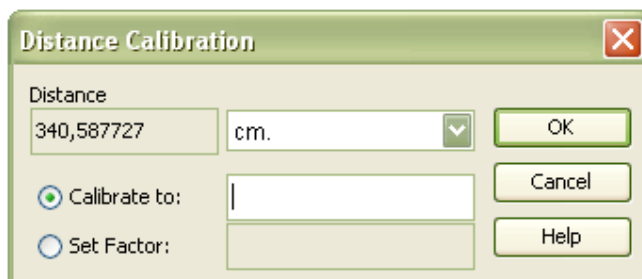 Distance Calibration
Distance
340,587727 cm. OK
Calibrate to: Cancel
Set Factor: Help